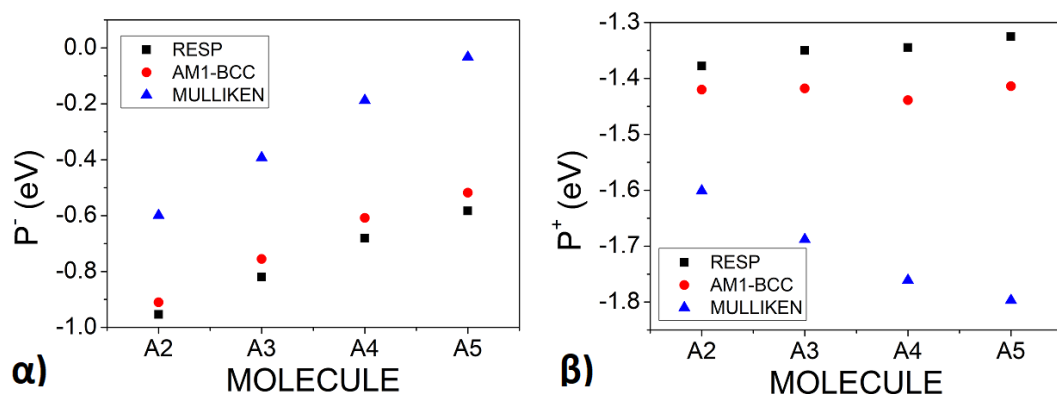 0.0
-0.2
-0.4
-0.6
-0.8
-1.0
P⁻ (eV)
RESP
AM1-BCC
MULLIKEN
A2 A3 A4 A5
MOLECULE
α)
-1.3
-1.4
-1.5
-1.6
-1.7
-1.8
P⁺ (eV)
RESP
AM1-BCC
MULLIKEN
A2 A3 A4 A5
MOLECULE
β)